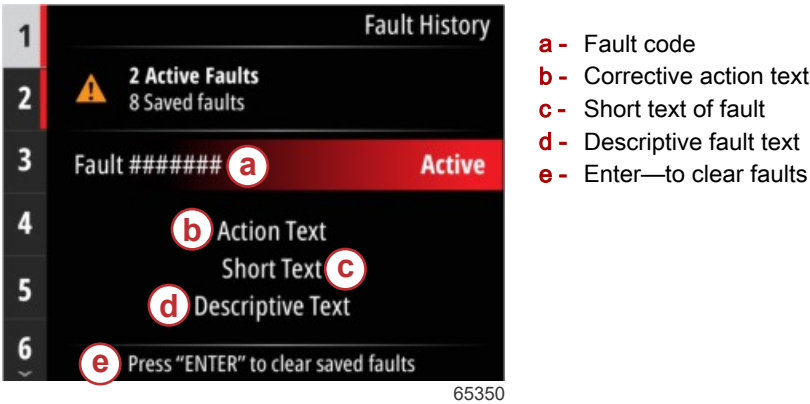 1
Fault History
2 Active Faults
8 Saved faults
2
3
Fault ####### a Active
4
b Action Text
Short Text c
5
d Descriptive Text
6
e Press “ENTER” to clear saved faults
65350
a - Fault code
b - Corrective action text
c - Short text of fault
d - Descriptive fault text
e - Enter—to clear faults